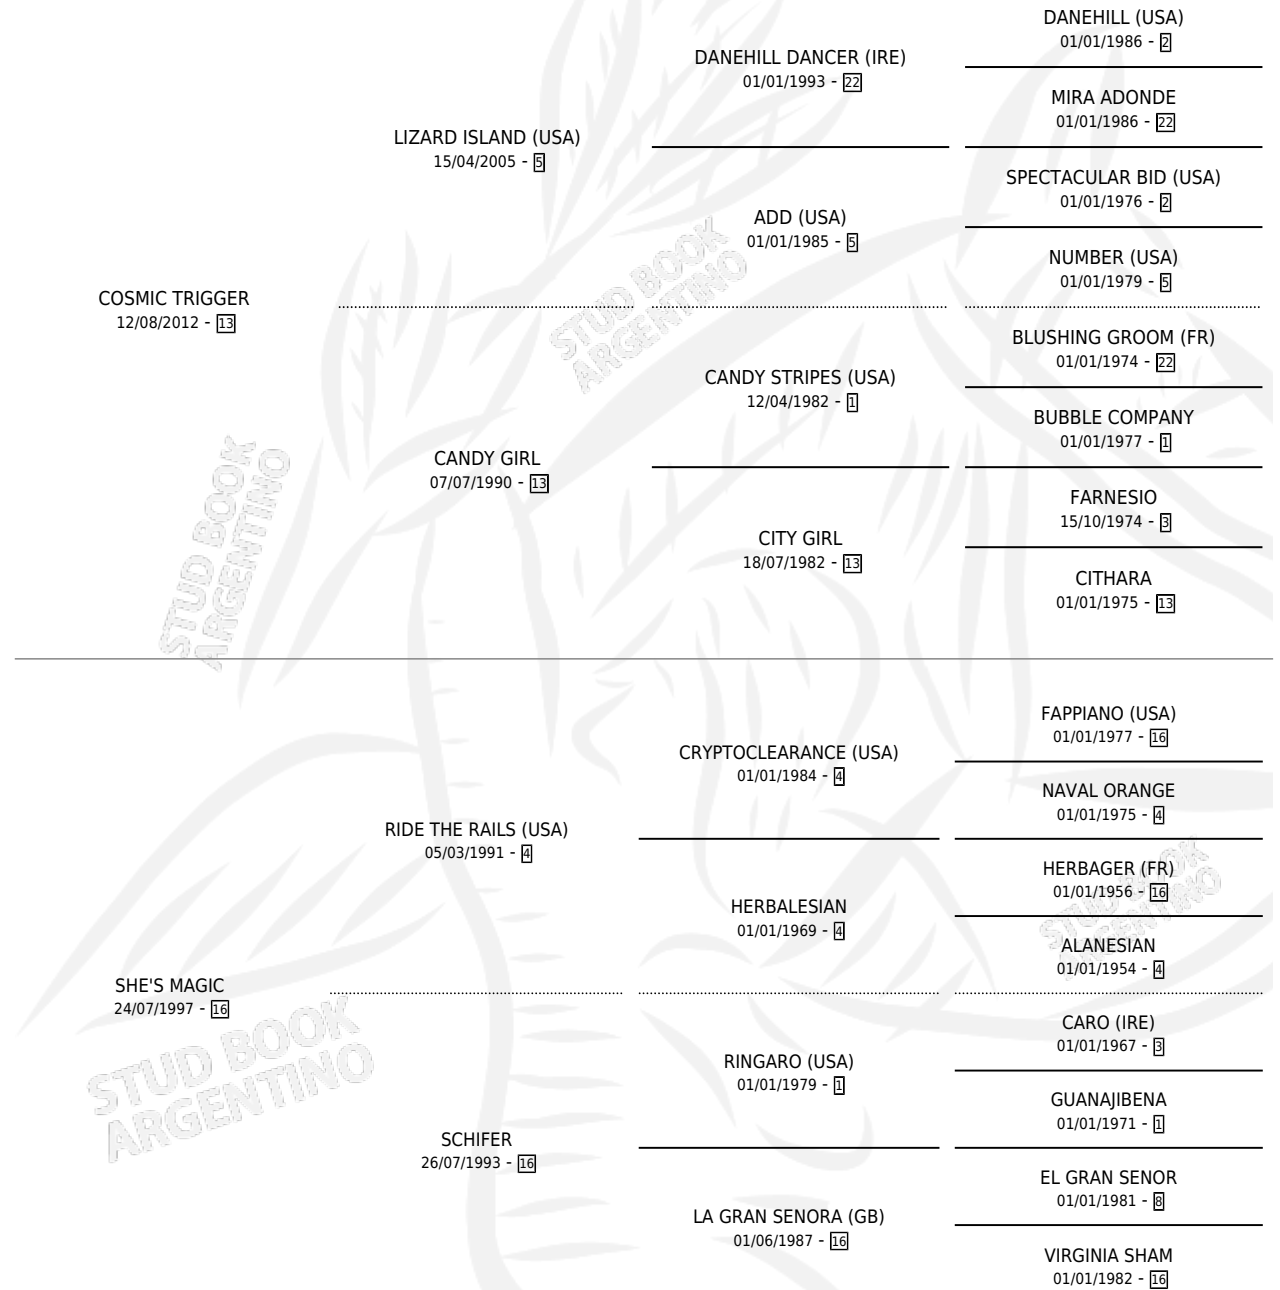 DANEHILL (USA)
01/01/1986 - 2
DANEHILL DANCER (IRE)
01/01/1993 - 22
MIRA ADONDE
01/01/1986 - 22
LIZARD ISLAND (USA)
15/04/2005 - 5
SPECTACULAR BID (USA)
01/01/1976 - 2
ADD (USA)
01/01/1985 - 5
NUMBER (USA)
01/01/1979 - 5
COSMIC TRIGGER
12/08/2012 - 13
STUD BOOK
ARGENTINO
BLUSHING GROOM (FR)
01/01/1974 - 22
CANDY STRIPES (USA)
12/04/1982 - 1
BUBBLE COMPANY
01/01/1977 - 1
CANDY GIRL
07/07/1990 - 13
FARNESIO
15/10/1974 - 3
CITY GIRL
18/07/1982 - 13
CITHARA
01/01/1975 - 13
STUD BOOK
ARGENTINO
FAPPIANO (USA)
01/01/1977 - 16
CRYPTOCLEARANCE (USA)
01/01/1984 - 4
NAVAL ORANGE
01/01/1975 - 4
RIDE THE RAILS (USA)
05/03/1991 - 4
HERBAGER (FR)
01/01/1956 - 16
STUD BOOK
ARGENTINO
HERBALESIAN
01/01/1969 - 4
ALANESIAN
01/01/1954 - 4
SHE'S MAGIC
24/07/1997 - 16
STUD BOOK
ARGENTINO
CARO (IRE)
01/01/1967 - 3
RINGARO (USA)
01/01/1979 - 1
GUANAJIBENA
01/01/1971 - 1
SCHIFER
26/07/1993 - 16
EL GRAN SENOR
01/01/1981 - 8
LA GRAN SENORA (GB)
01/06/1987 - 16
VIRGINIA SHAM
01/01/1982 - 16